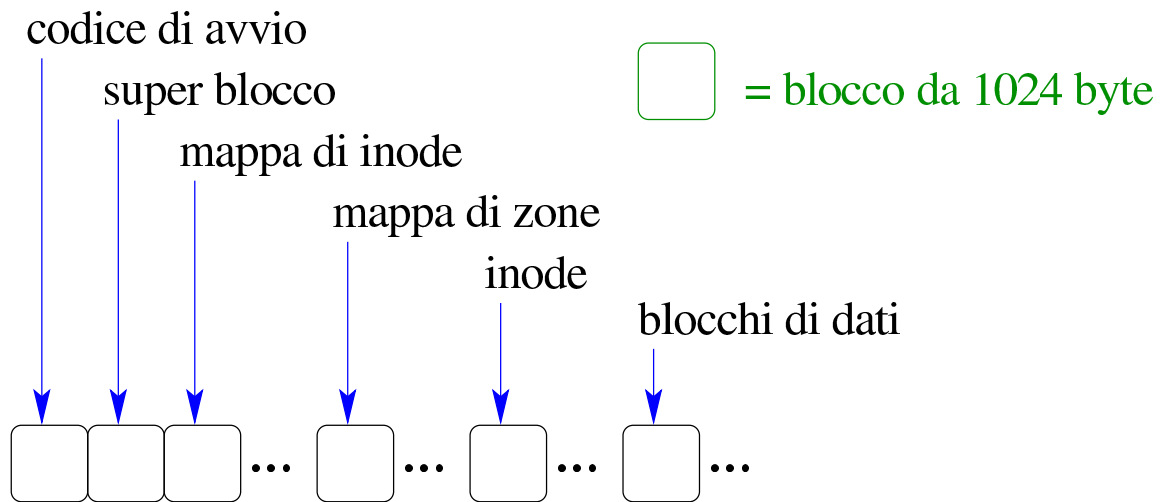 codice di avvio
super blocco
= blocco da 1024 byte
mappa di inode
mappa di zone
inode
blocchi di dati
... ... ... ...